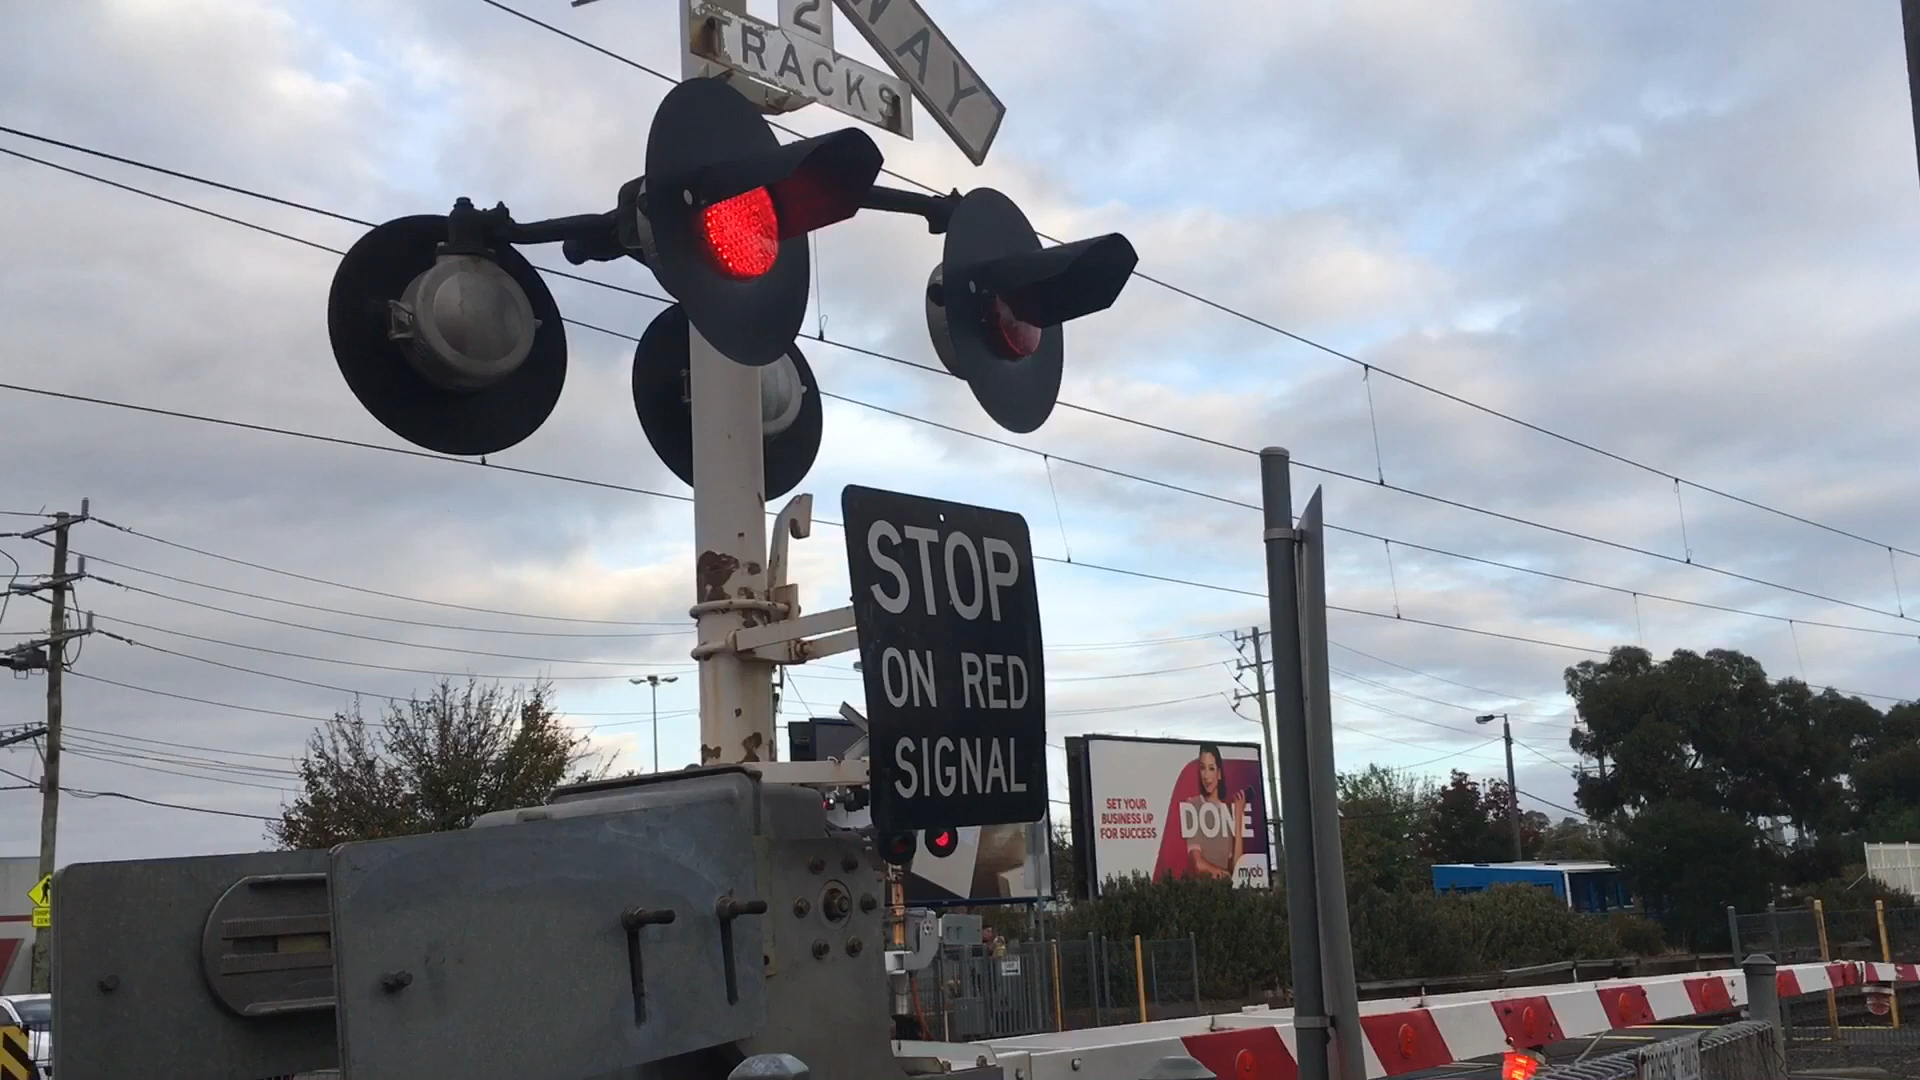 WAY
2
TRACKS
STOP
ON RED
SIGNAL
SET YOUR
BUSINESS UP
FOR SUCCESS
DONE
myob